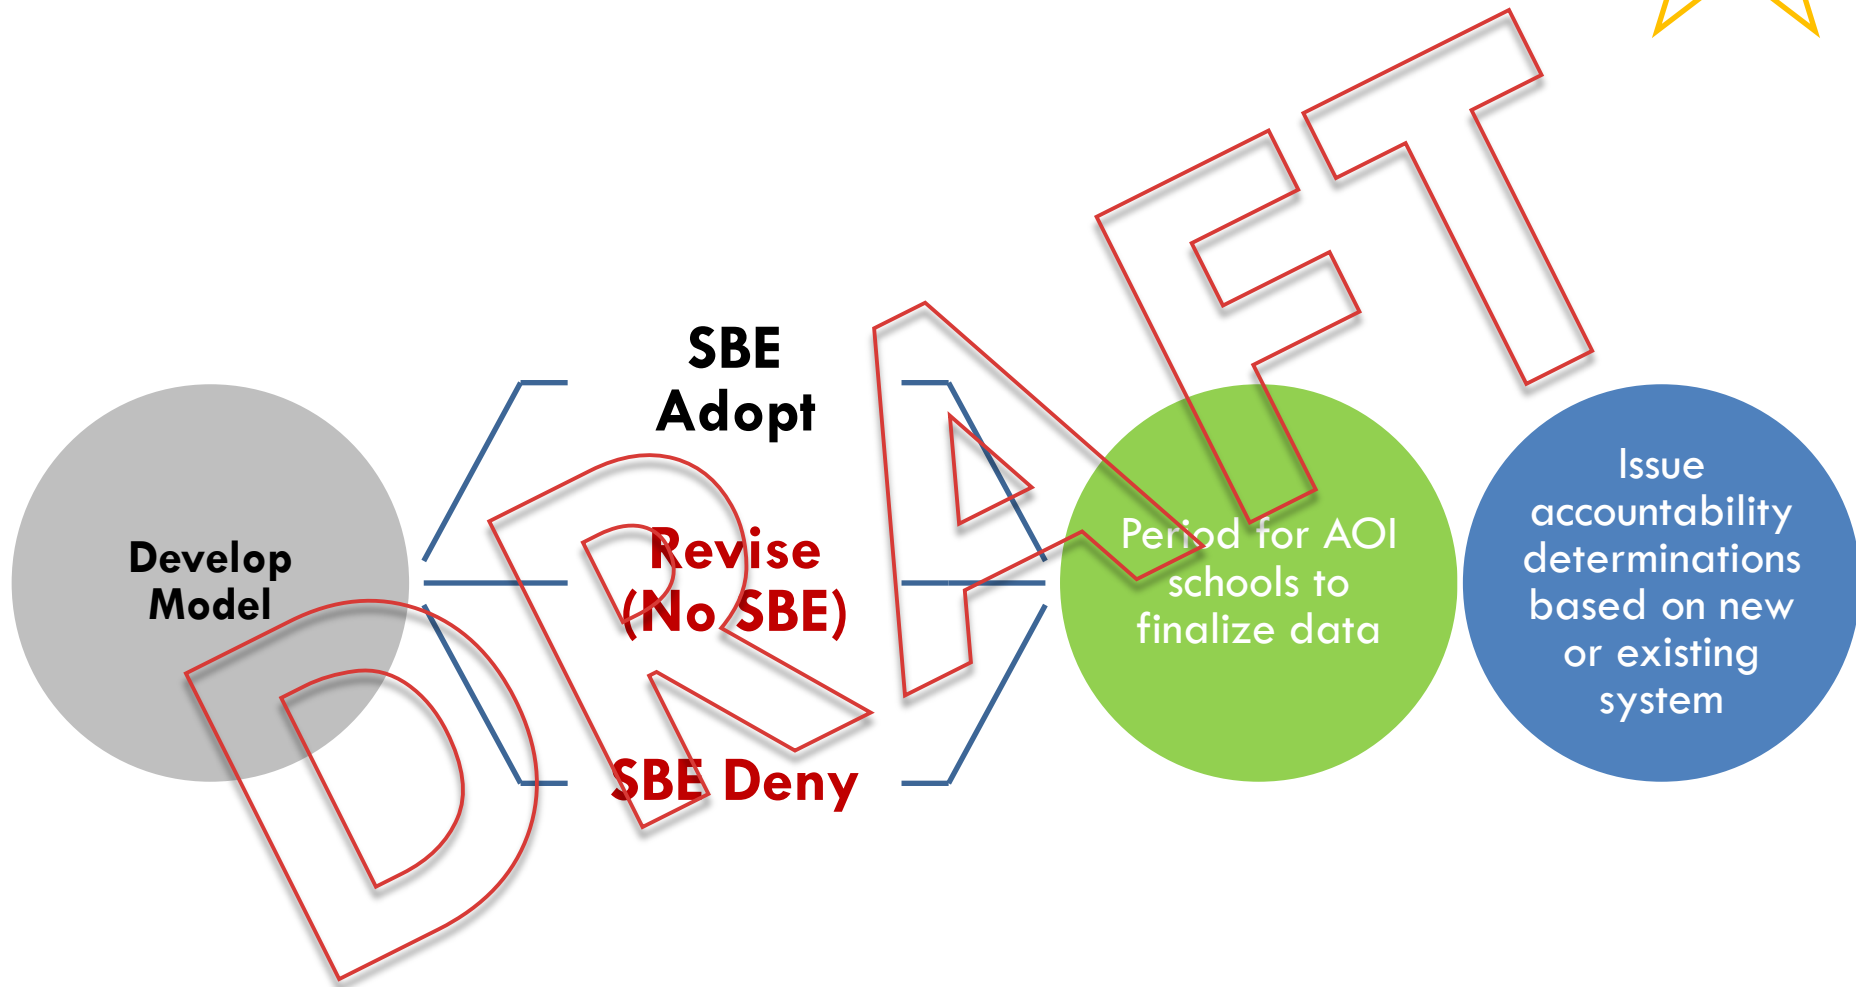 Develop
Model
SBE
Adopt
Revise
(No SBE)
SBE Deny
Period for AOI
schools to
finalize data
Issue
accountability
determinations
based on new
or existing
system
DRAFT